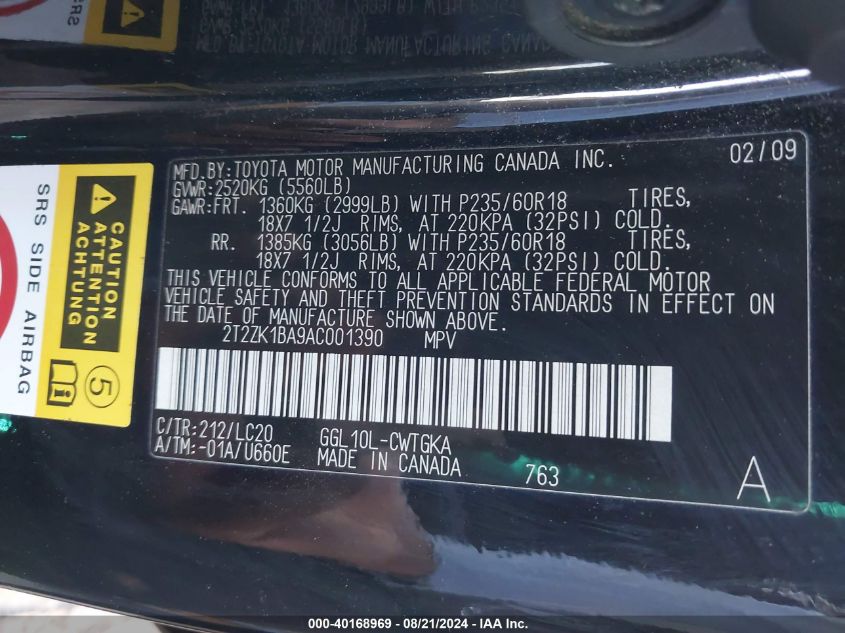 MFD.BY:TOYOTA MOTOR MANUFACTURING CANADA INC. 02/09
GVWR:2520KG (5560LB)
GAWR:FRT. 1360KG (2999LB) WITH P235/60R18 TIRES,
18X7 1/2J RIMS, AT 220KPA (32PSI) COLD.
RR. 1385KG (3056LB) WITH P235/60R18 TIRES,
18X7 1/2J RIMS, AT 220KPA (32PSI) COLD.
THIS VEHICLE CONFORMS TO ALL APPLICABLE FEDERAL MOTOR
VEHICLE SAFETY AND THEFT PREVENTION STANDARDS IN EFFECT ON
THE DATE OF MANUFACTURE SHOWN ABOVE.
2T2ZK1BA9AC001390 MPV
C/TR:212/LC20 GGL10L-CWTGKA
A/TM:-01A/U660E MADE IN CANADA 763 A
SRS SIDE AIRBAG
CAUTION
ATTENTION
ACHTUNG
5
000-40168969 - 08/21/2024 - IAAI.com